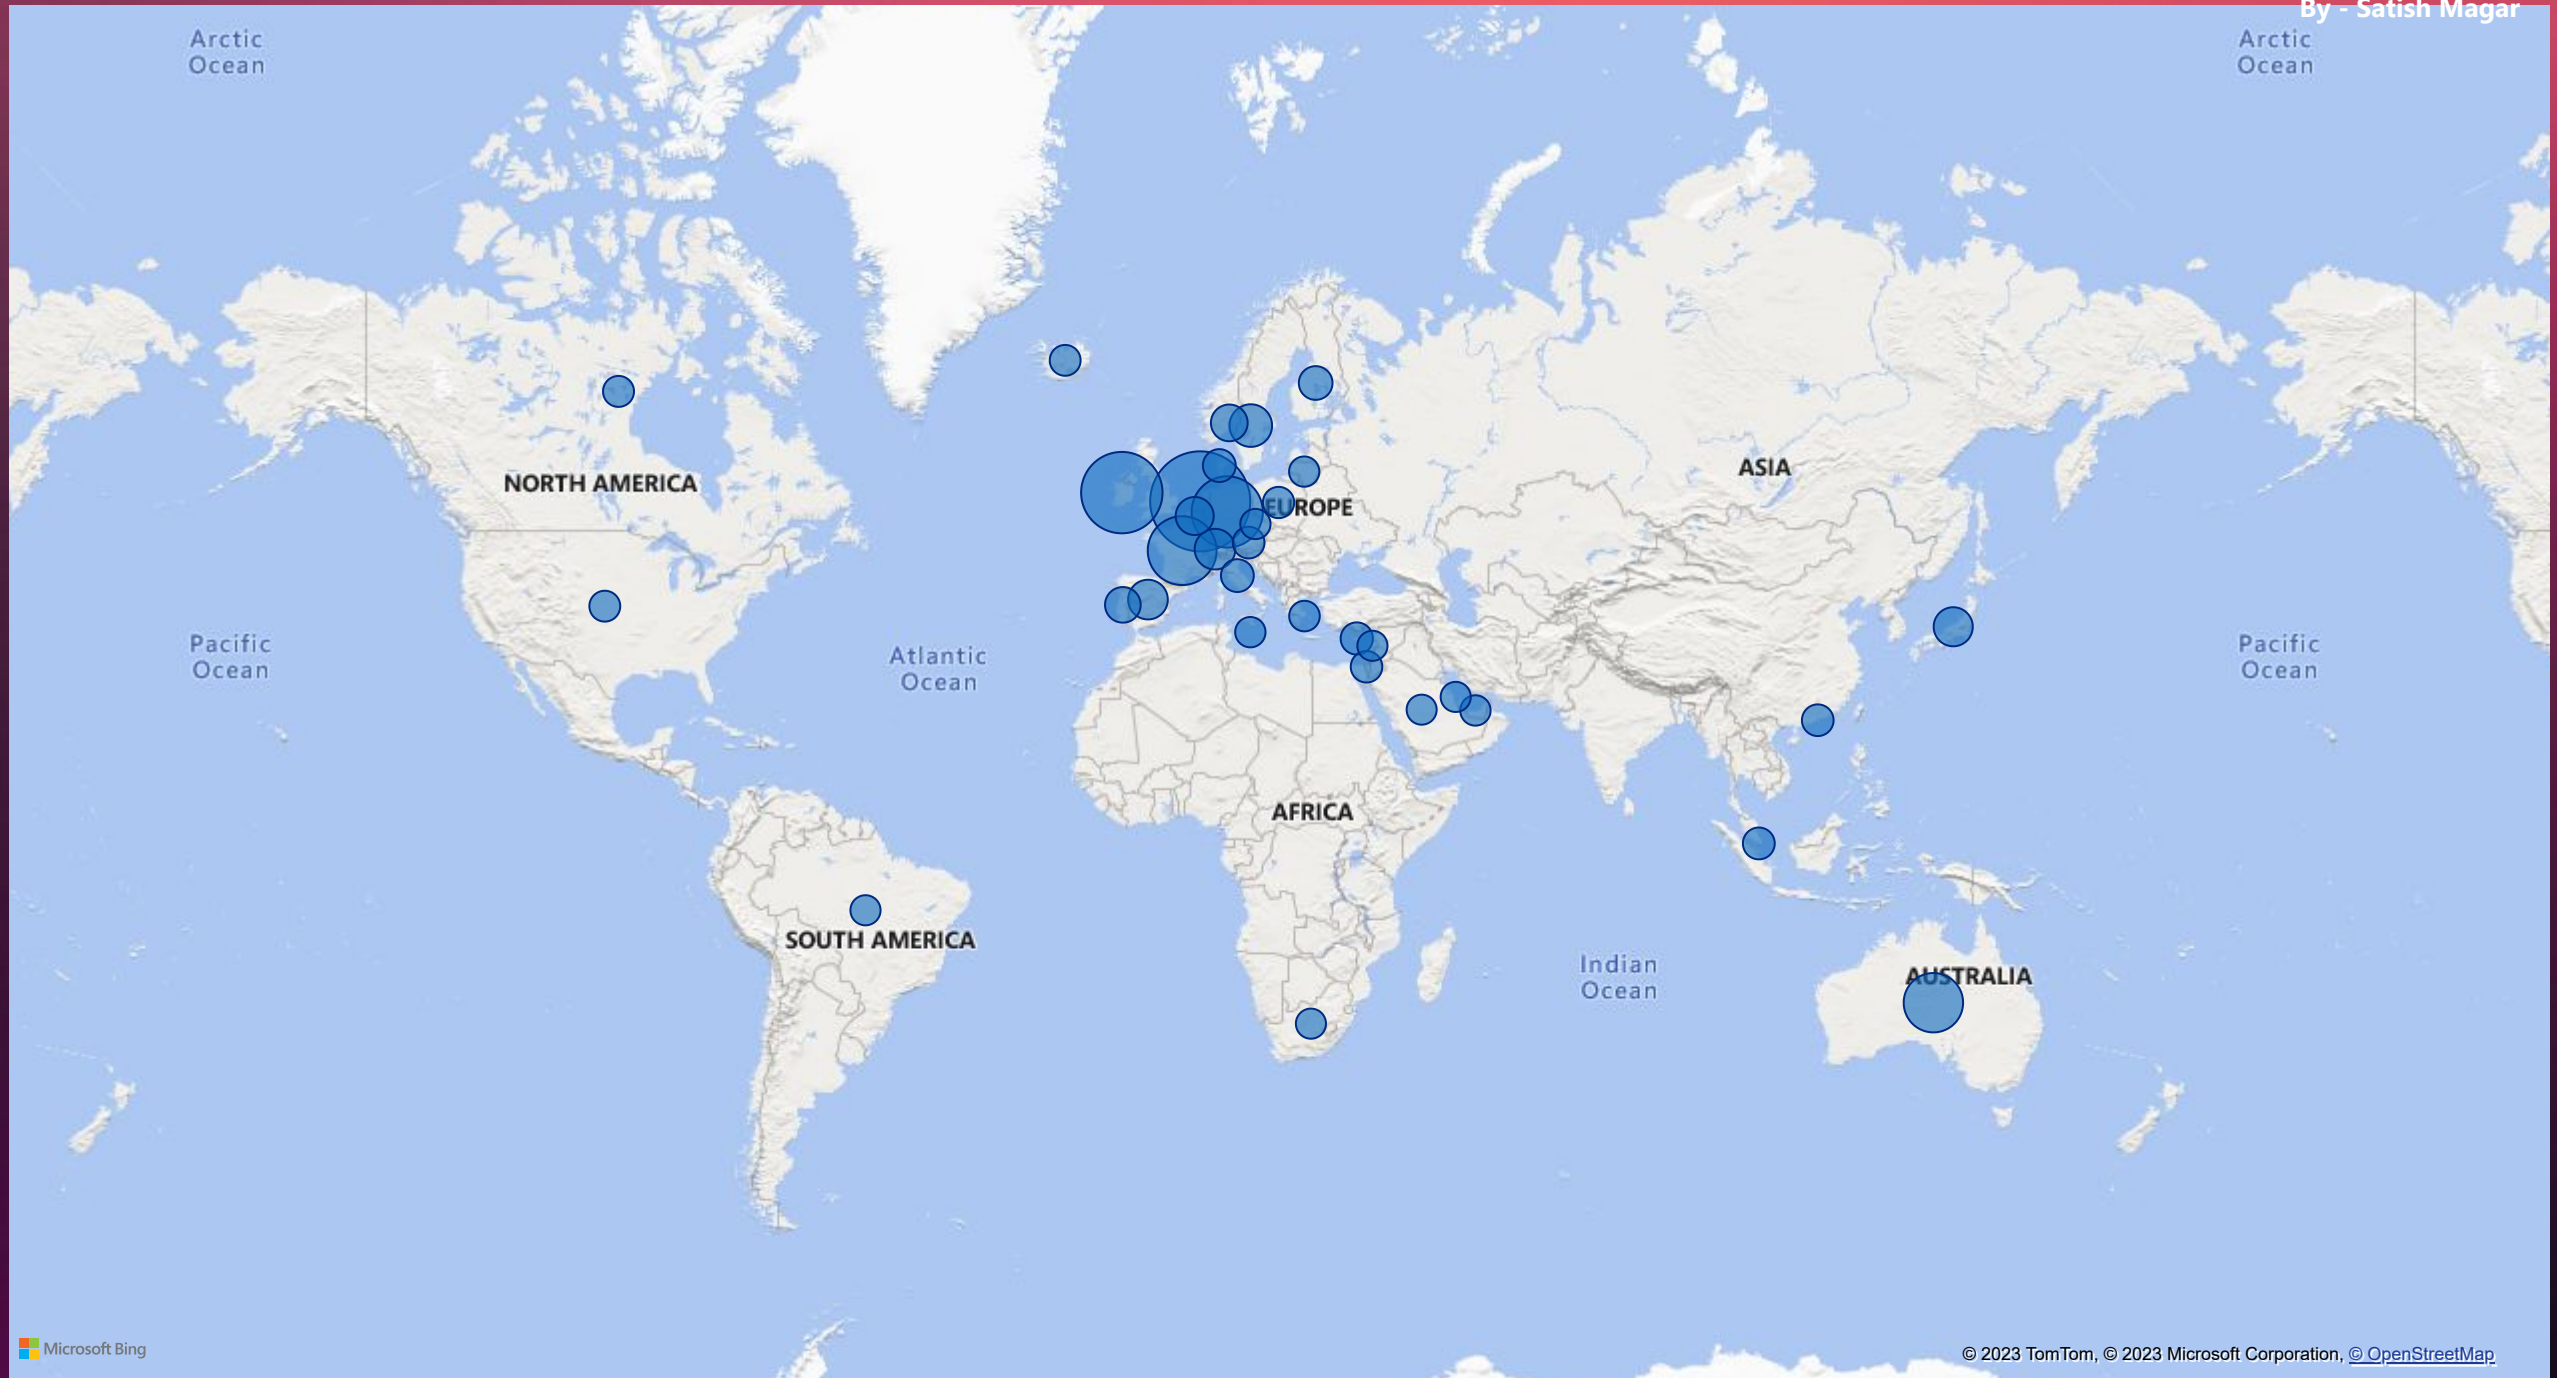 By - Satish Magar
Arctic
Ocean
Arctic
Ocean
NORTH AMERICA
ASIA
EUROPE
Pacific
Ocean
Atlantic
Ocean
Pacific
Ocean
AFRICA
SOUTH AMERICA
Indian
Ocean
AUSTRALIA
Microsoft Bing
© 2023 TomTom, © 2023 Microsoft Corporation, © OpenStreetMap